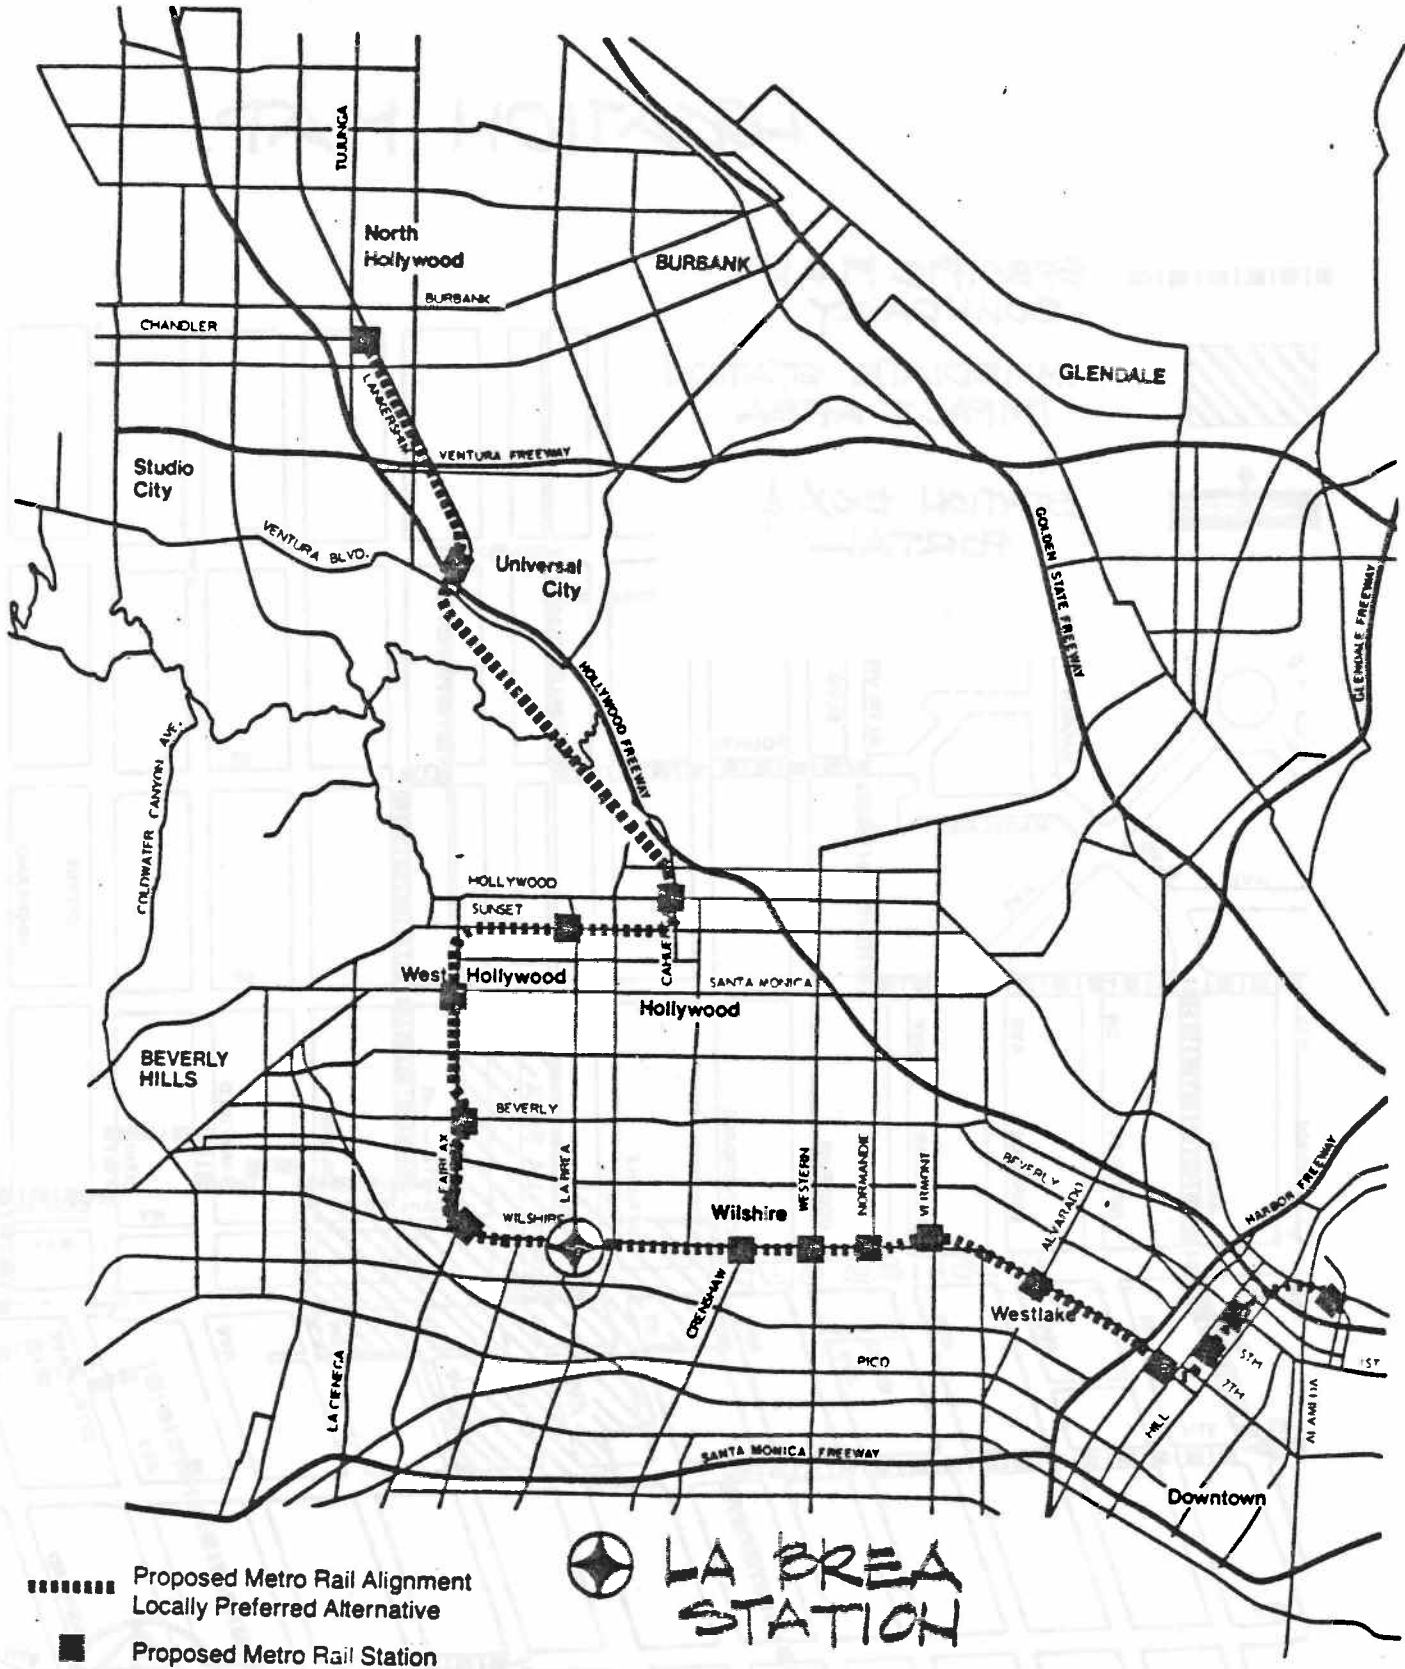 TUJUNGA
North
Hollywood
BURBANK
BURBANK
CHANDLER
GLENDALE
LANKERSHIM
VENTURA FREEWAY
Studio
City
VENTURA BLVD.
Universal
City
GOLDEN STATE FREEWAY
GLENDALE FREEWAY
HOLLYWOOD FREEWAY
COLDWATER CANYON AVE.
HOLLYWOOD
SUNSET
West Hollywood
SANTA MONICA
Hollywood
BEVERLY
HILLS
BEVERLY
FAIRFAX
LA BREA
WESTERN
NORMANDIE
VERMONT
BEVERLY
ALVARADO
HARBOR FREEWAY
WILSHIRE
Wilshire
CRENSHAW
Westlake
LA CIENEGA
PICO
5TH
1ST
7TH
HILL
ALAMEDA
SANTA MONICA FREEWAY
Downtown
LA BREA
STATION
Proposed Metro Rail Alignment
Locally Preferred Alternative
Proposed Metro Rail Station